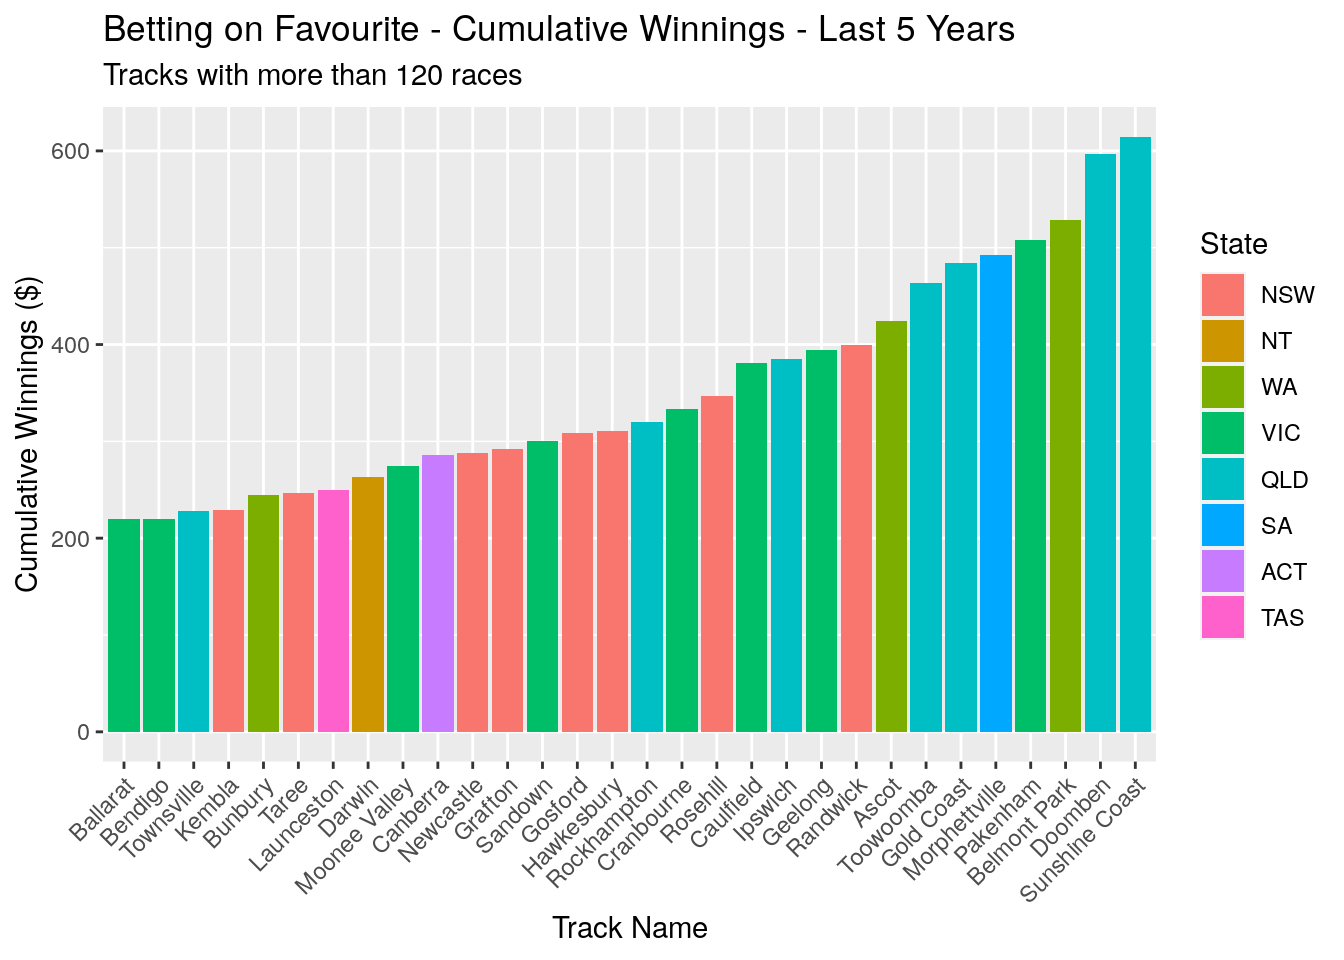 Betting on Favourite - Cumulative Winnings - Last 5 Years
Tracks with more than 120 races
Cumulative Winnings ($)
600
400
200
0
Ballarat
Bendigo
Townsville
Kembla
Bunbury
Taree
Launceston
Darwin
Moonee Valley
Canberra
Newcastle
Grafton
Sandown
Gosford
Hawkesbury
Rockhampton
Cranbourne
Rosehill
Caulfield
Ipswich
Geelong
Randwick
Ascot
Toowoomba
Gold Coast
Morphettville
Pakenham
Belmont Park
Doomben
Sunshine Coast
Track Name
State
NSW
NT
WA
VIC
QLD
SA
ACT
TAS